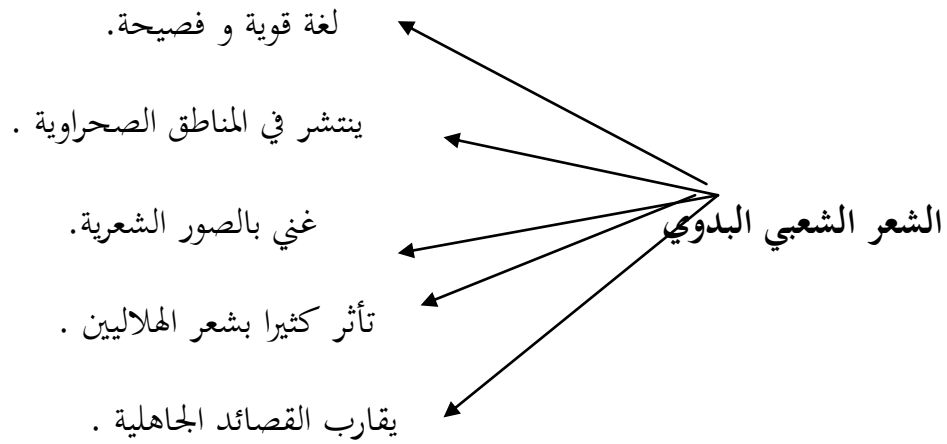 لغة قوية و فصيحة.
ينتشر في المناطق الصحراوية .
الشعر الشعبي البدوي
غني بالصور الشعرية.
تأثر كثيرا بشعر الهلاليين .
يقارب القصائد الجاهلية .